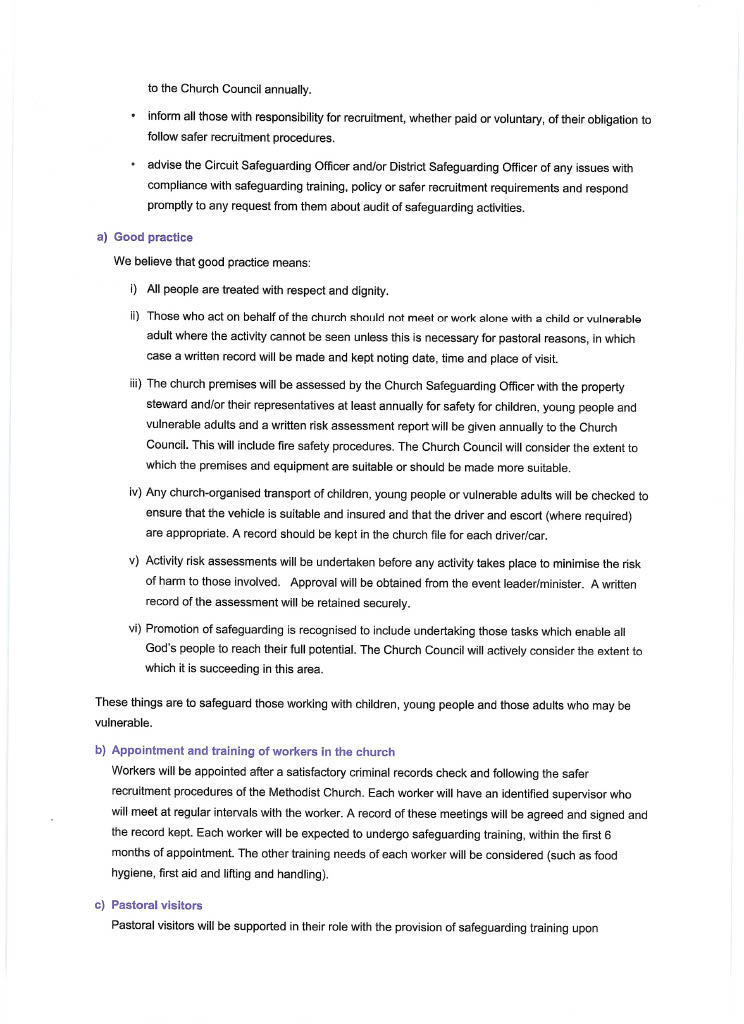 to the Church Council annually.
• inform all those with responsibility for recruitment, whether paid or voluntary, of their obligation to
follow safer recruitment procedures.
• advise the Circuit Safeguarding Officer and/or District Safeguarding Officer of any issues with
compliance with safeguarding training, policy or safer recruitment requirements and respond
promptly to any request from them about audit of safeguarding activities.
a) Good practice
We believe that good practice means:
i) All people are treated with respect and dignity.
ii) Those who act on behalf of the church should not meet or work alone with a child or vulnerable
adult where the activity cannot be seen unless this is necessary for pastoral reasons, in which
case a written record will be made and kept noting date, time and place of visit.
iii) The church premises will be assessed by the Church Safeguarding Officer with the property
steward and/or their representatives at least annually for safety for children, young people and
vulnerable adults and a written risk assessment report will be given annually to the Church
Council. This will include fire safety procedures. The Church Council will consider the extent to
which the premises and equipment are suitable or should be made more suitable.
iv) Any church-organised transport of children, young people or vulnerable adults will be checked to
ensure that the vehicle is suitable and insured and that the driver and escort (where required)
are appropriate. A record should be kept in the church file for each driver/car.
v) Activity risk assessments will be undertaken before any activity takes place to minimise the risk
of harm to those involved. Approval will be obtained from the event leader/minister. A written
record of the assessment will be retained securely.
vi) Promotion of safeguarding is recognised to include undertaking those tasks which enable all
God's people to reach their full potential. The Church Council will actively consider the extent to
which it is succeeding in this area.
These things are to safeguard those working with children, young people and those adults who may be
vulnerable.
b) Appointment and training of workers in the church
Workers will be appointed after a satisfactory criminal records check and following the safer
recruitment procedures of the Methodist Church. Each worker will have an identified supervisor who
will meet at regular intervals with the worker. A record of these meetings will be agreed and signed and
the record kept. Each worker will be expected to undergo safeguarding training, within the first 6
months of appointment. The other training needs of each worker will be considered (such as food
hygiene, first aid and lifting and handling).
c) Pastoral visitors
Pastoral visitors will be supported in their role with the provision of safeguarding training upon